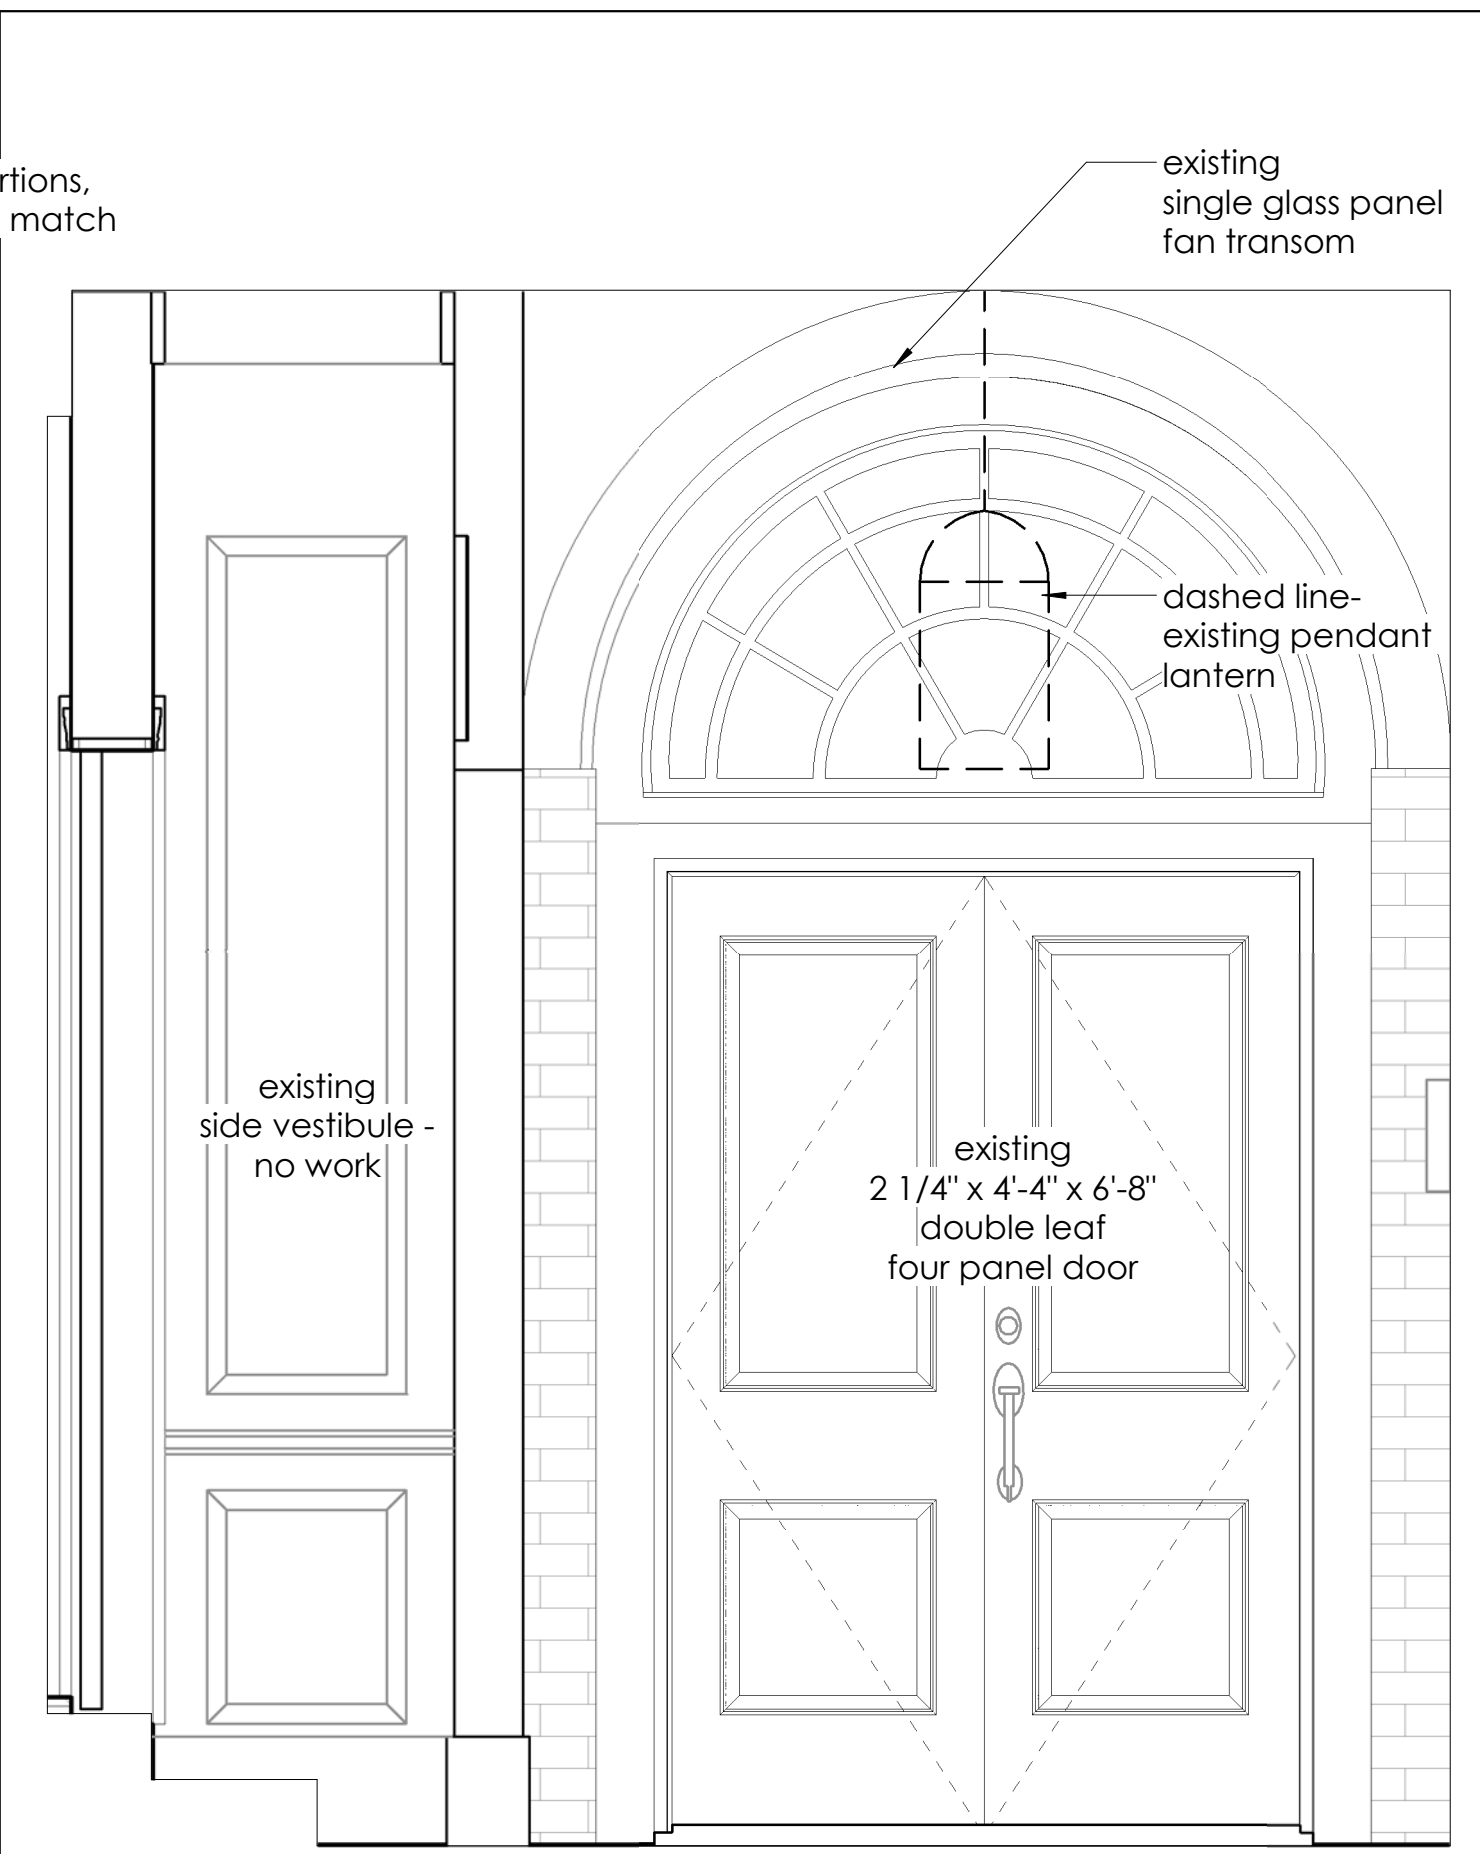 rtions,
match
existing
single glass panel
fan transom
dashed line-
existing pendant
lantern
existing
side vestibule -
no work
existing
2 1/4" x 4'-4" x 6'-8"
double leaf
four panel door